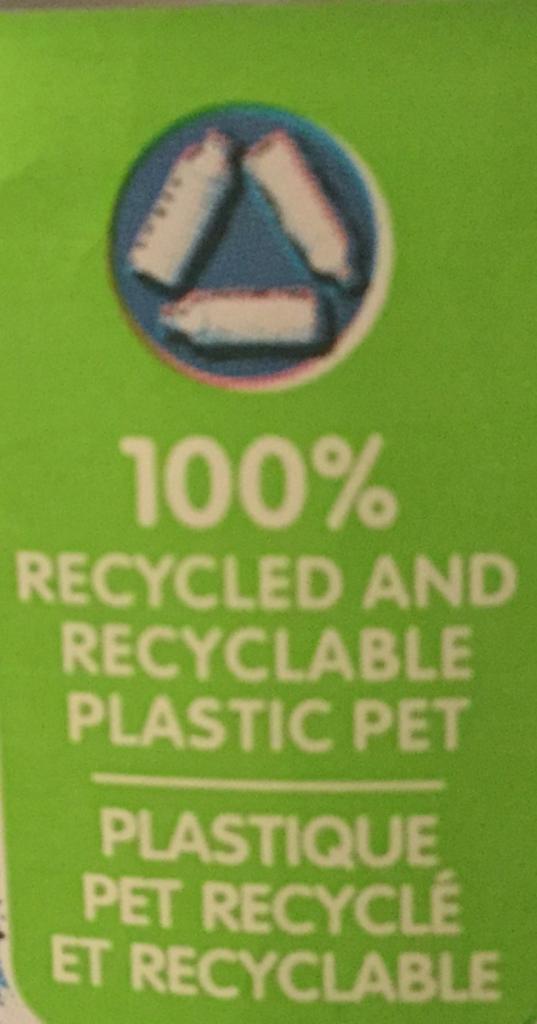 100%
RECYCLED AND
RECYCLABLE
PLASTIC PET
PLASTIQUE
PET RECYCLÉ
ET RECYCLABLE